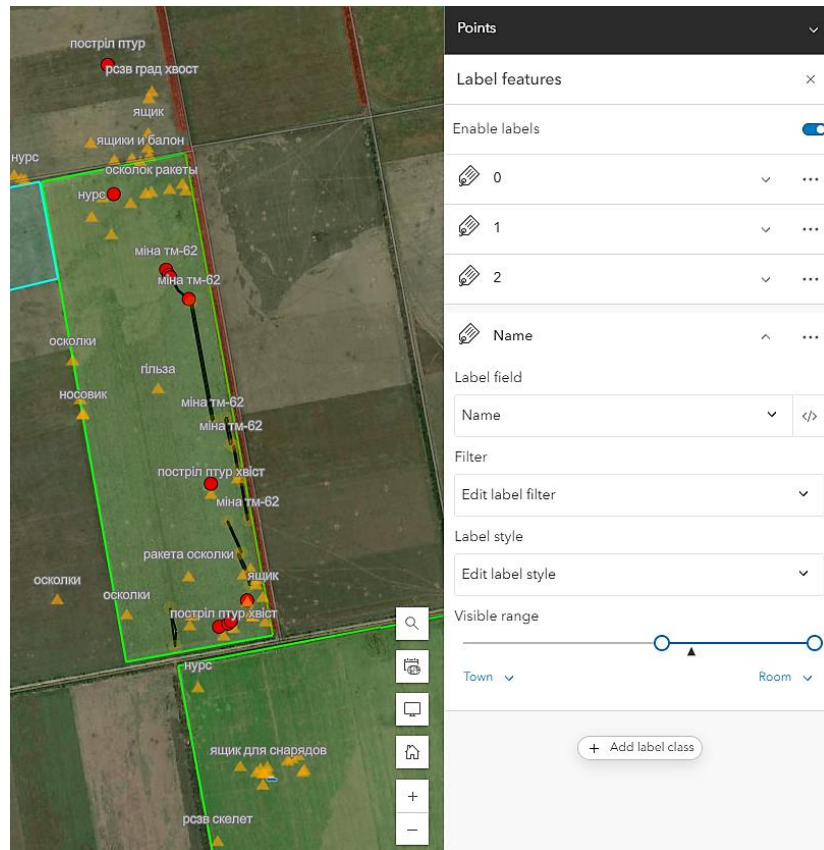 постріл птур
рсзв град хвост
ящик
ящики и балон
нурс
осколок ракеты
нурс
міна тм-62
міна тм-62
осколки
гільза
носовик
міна тм-62
міна тм-62
постріл птур хвіст
міна тм-62
ракета осколки
ящик
осколки
осколки
постріл птур хвіст
нурс
ящик для снарядов
рсзв скелет
Points
Label features
Enable labels
0
1
2
Name
Label field
Name
Filter
Edit label filter
Label style
Edit label style
Visible range
Town
Room
+ Add label class